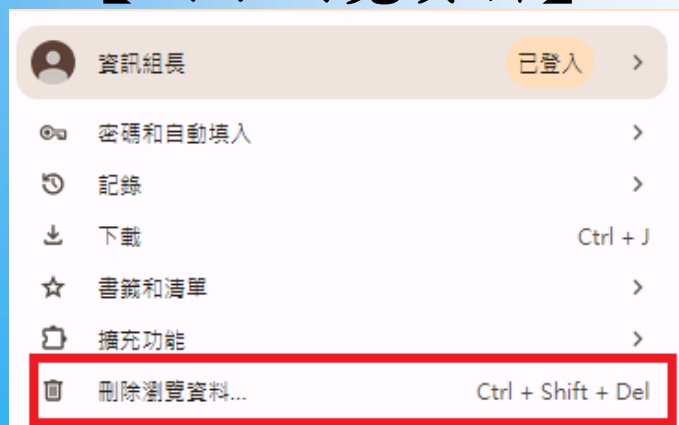 資訊組長 已登入
密碼和自動填入
記錄
下載 Ctrl + J
書籤和清單
擴充功能
刪除瀏覽資料... Ctrl + Shift + Del